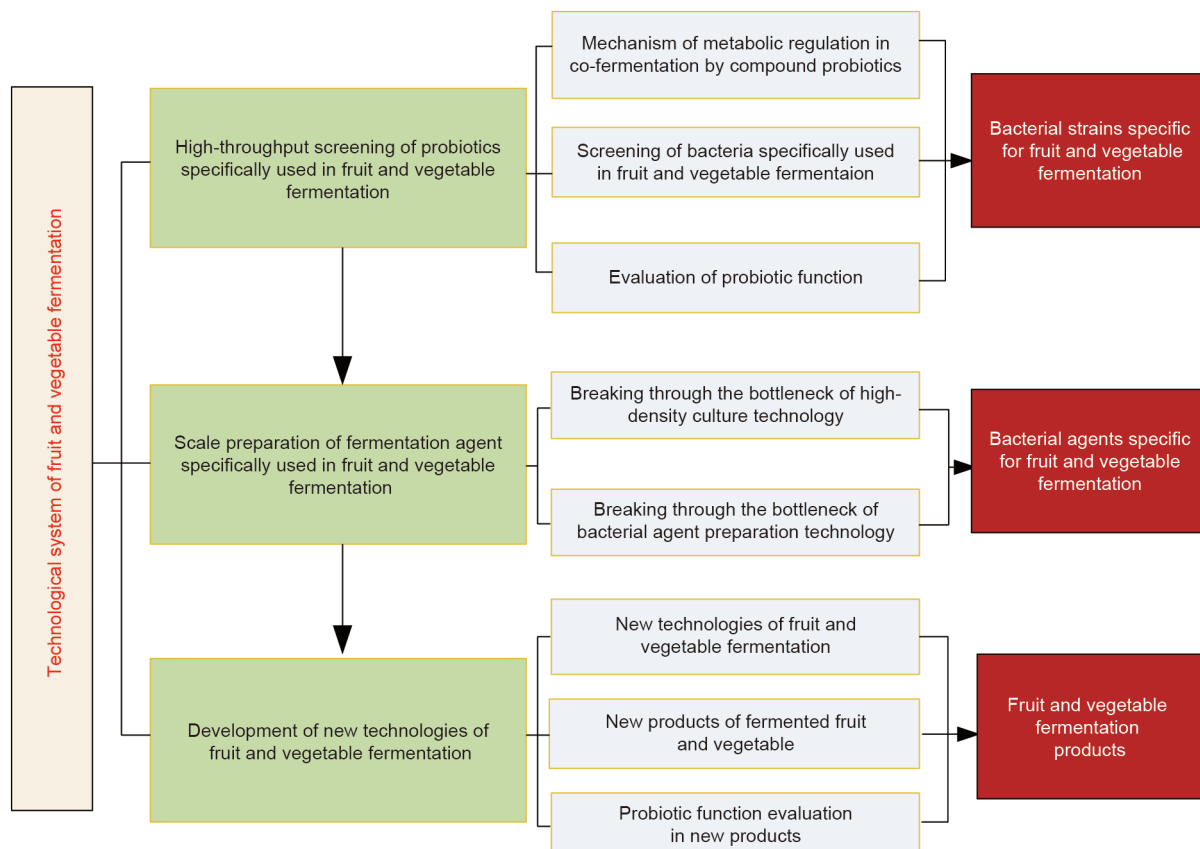 Technological system of fruit and vegetable fermentation
High-throughput screening of probiotics
specifically used in fruit and vegetable
fermentation
Mechanism of metabolic regulation in
co-fermentation by compound probiotics
Screening of bacteria specifically used
in fruit and vegetable fermentaion
Evaluation of probiotic function
Bacterial strains specific
for fruit and vegetable
fermentation
Scale preparation of fermentation agent
specifically used in fruit and vegetable
fermentation
Breaking through the bottleneck of high-
density culture technology
Breaking through the bottleneck of
bacterial agent preparation technology
Bacterial agents specific
for fruit and vegetable
fermentation
Development of new technologies of
fruit and vegetable fermentation
New technologies of fruit and
vegetable fermentation
New products of fermented fruit
and vegetable
Probiotic function evaluation
in new products
Fruit and vegetable
fermentation
products